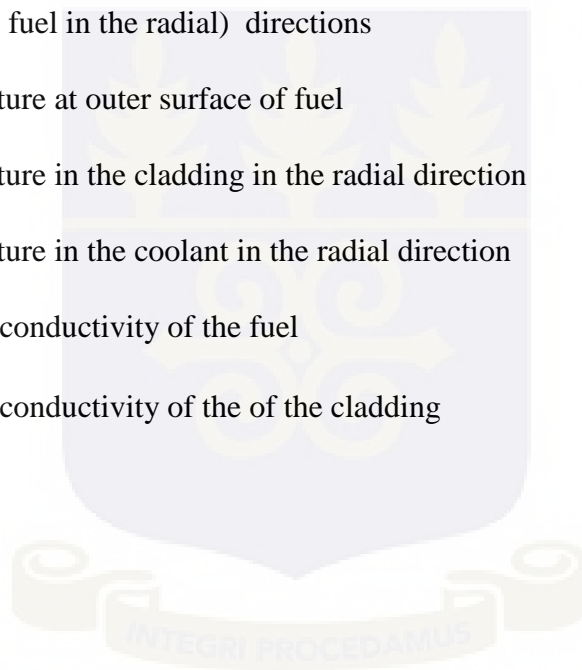 fuel in the radial) directions
ture at outer surface of fuel
ture in the cladding in the radial direction
ture in the coolant in the radial direction
conductivity of the fuel
conductivity of the of the cladding
INTEGRI PROCEDAMUS